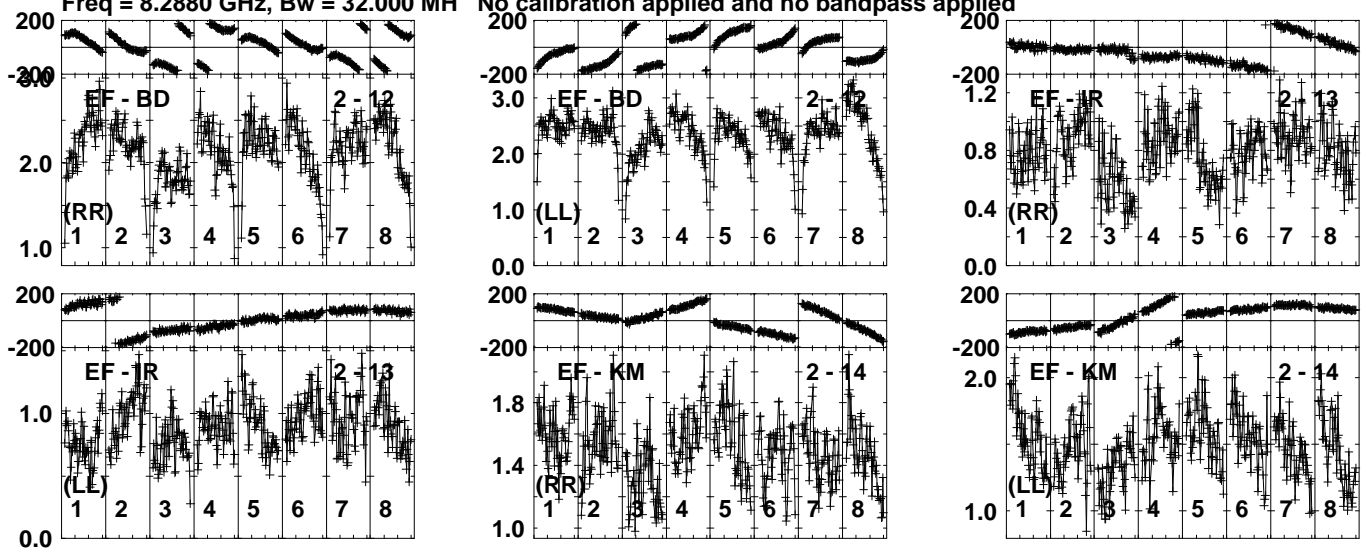 Freq = 8.2880 GHz, Bw = 32.000 MH No calibration applied and no bandpass applied
200
-200
3.0
2.0
1.0
EF - BD 2 - 12
(RR)
1 2 3 4 5 6 7 8
200
-200
3.0
2.0
1.0
0.0
EF - BD 2 - 12
(LL)
1 2 3 4 5 6 7 8
200
-200
1.2
0.8
0.4
0.0
EF - IR 2 - 13
(RR)
1 2 3 4 5 6 7 8
200
-200
1.0
0.0
EF - IR 2 - 13
(LL)
1 2 3 4 5 6 7 8
200
-200
1.8
1.4
1.0
EF - KM 2 - 14
(RR)
1 2 3 4 5 6 7 8
200
-200
2.0
1.0
EF - KM 2 - 14
(LL)
1 2 3 4 5 6 7 8